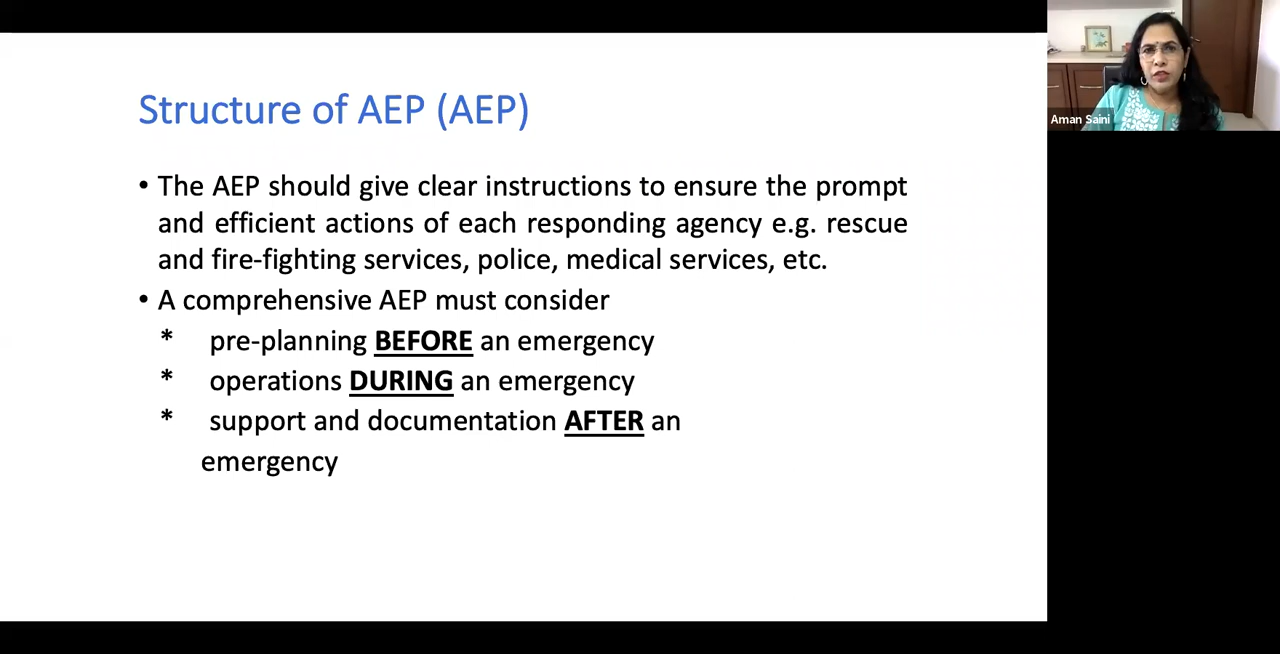 Structure of AEP (AEP)
• The AEP should give clear instructions to ensure the prompt
and efficient actions of each responding agency e.g. rescue
and fire-fighting services, police, medical services, etc.
• A comprehensive AEP must consider
* pre-planning BEFORE an emergency
* operations DURING an emergency
* support and documentation AFTER an
emergency
Aman Saini